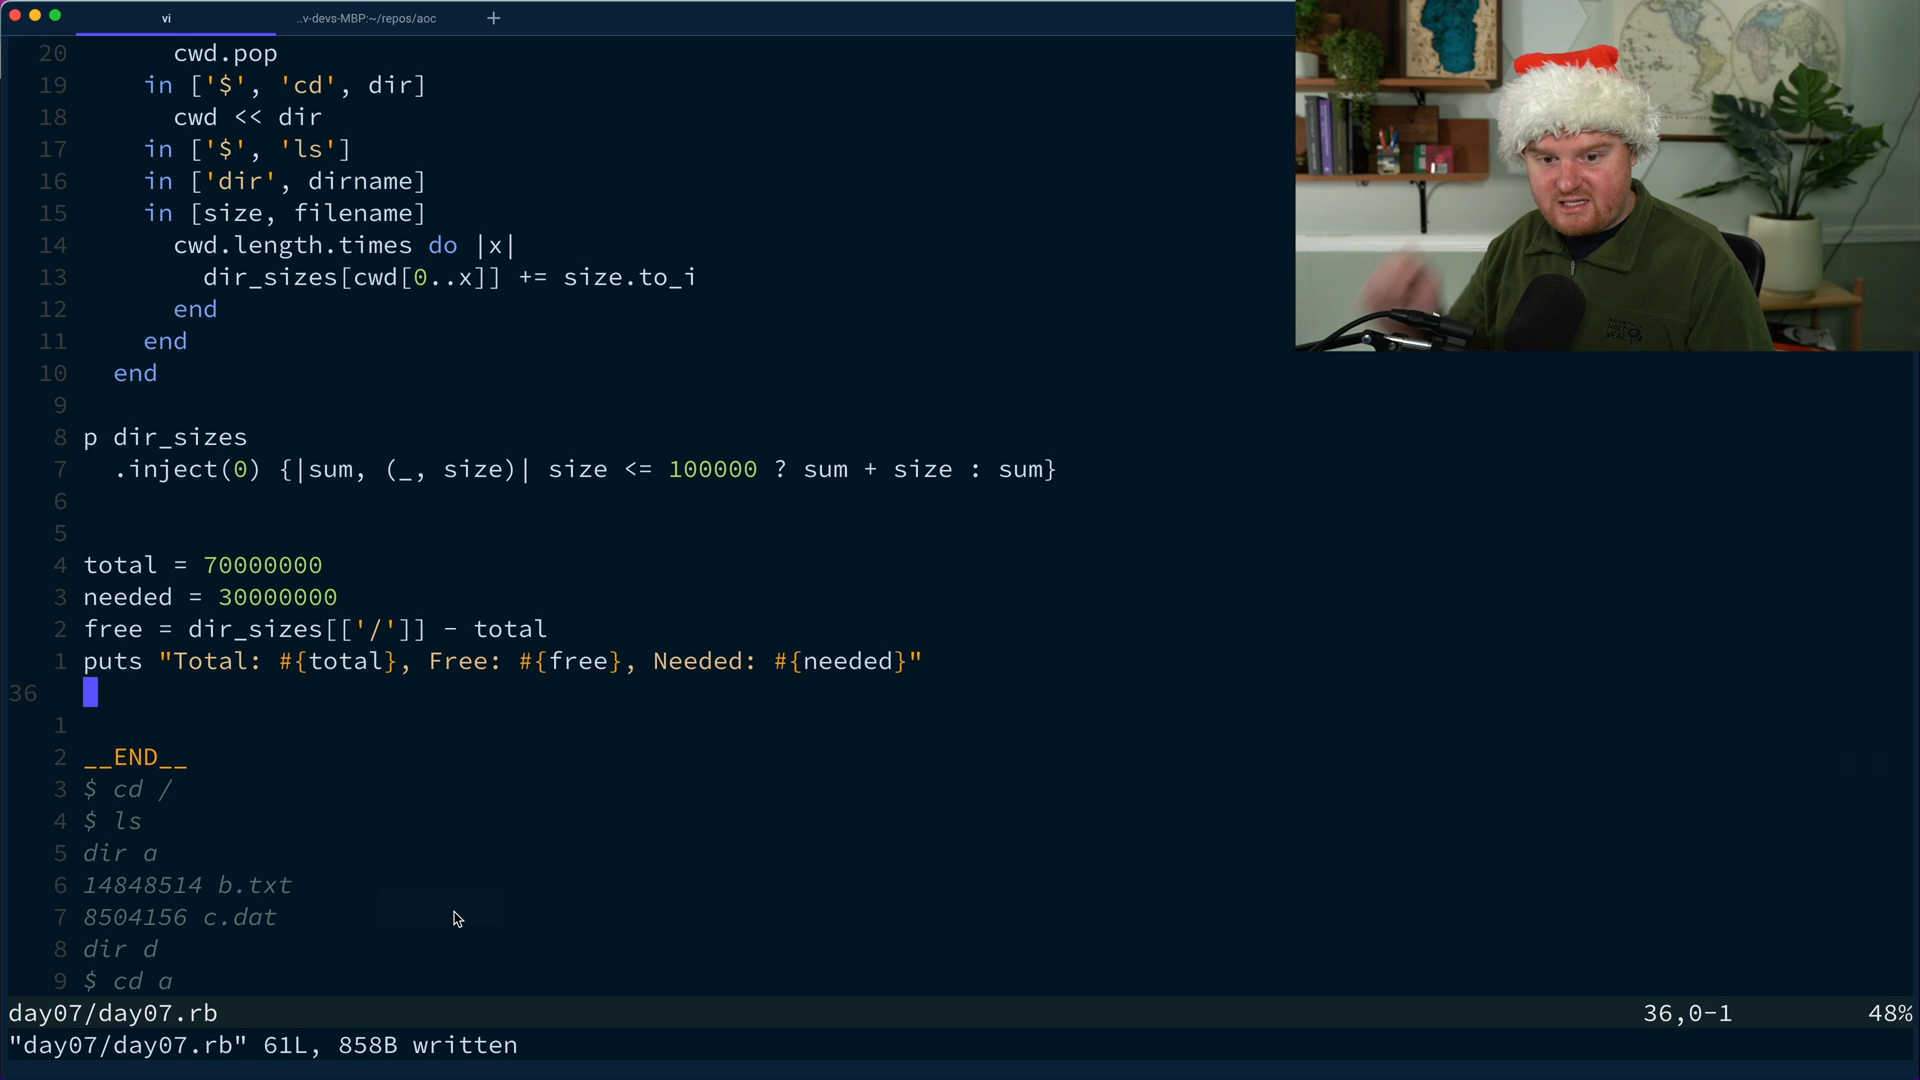 vi
..v-devs-MBP:~/repos/aoc
+
20 cwd.pop
19 in ['$', 'cd', dir]
18 cwd << dir
17 in ['$', 'ls']
16 in ['dir', dirname]
15 in [size, filename]
14 cwd.length.times do |x|
13 dir_sizes[cwd[0..x]] += size.to_i
12 end
11 end
10 end
9
8 p dir_sizes
7 .inject(0) {|sum, (_, size)| size <= 100000 ? sum + size : sum}
6
5
4 total = 70000000
3 needed = 30000000
2 free = dir_sizes[['/']] - total
1 puts "Total: #{total}, Free: #{free}, Needed: #{needed}"
36
1
2 __END__
3 $ cd /
4 $ ls
5 dir a
6 14848514 b.txt
7 8504156 c.dat
8 dir d
9 $ cd a
day07/day07.rb 36,0-1 48%
"day07/day07.rb" 61L, 858B written